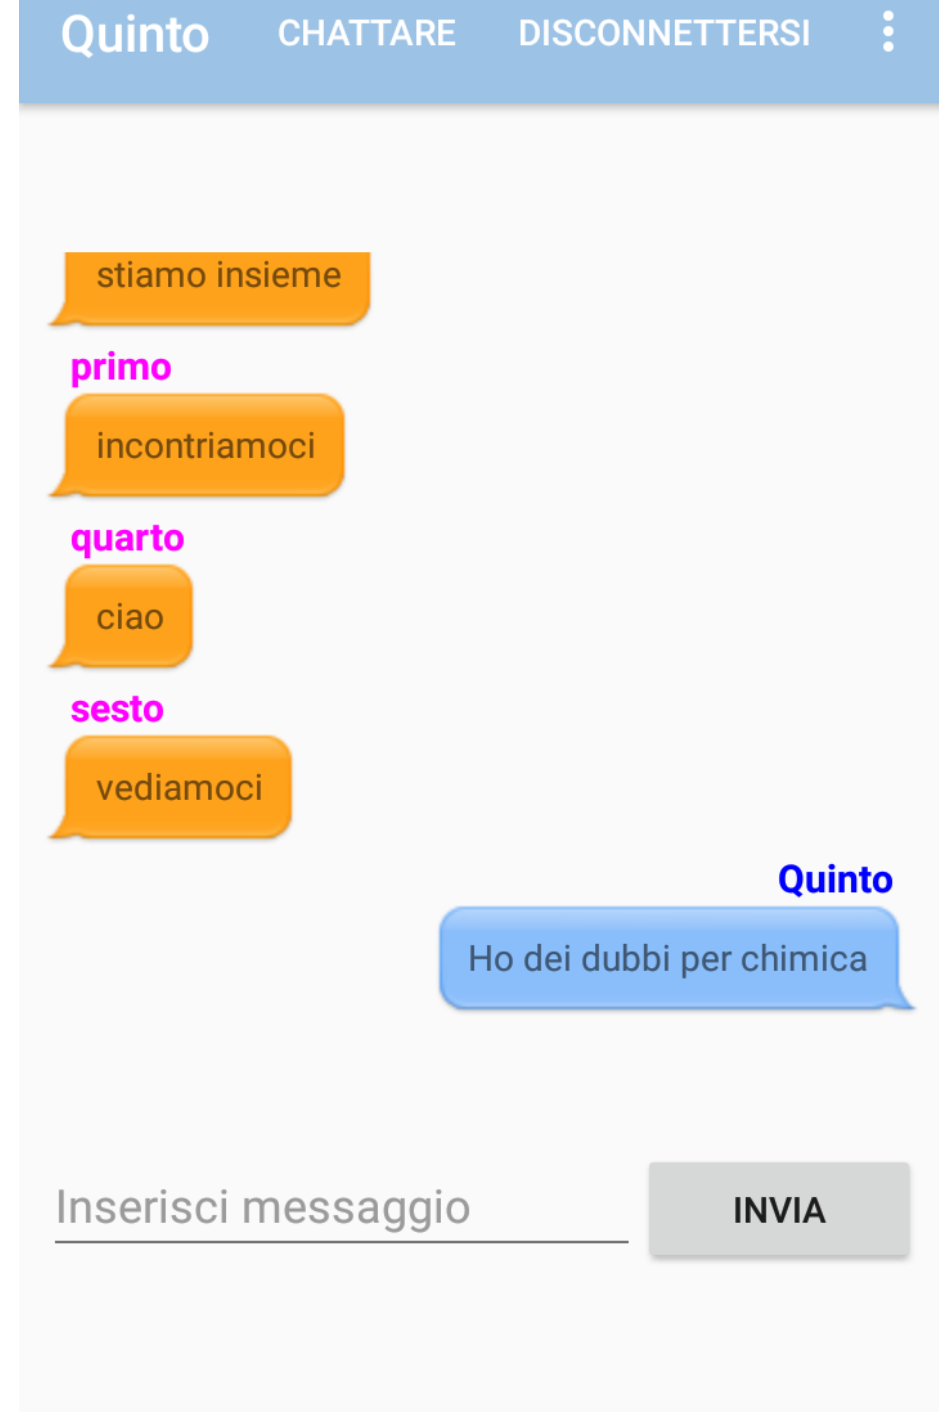 Quinto CHATTARE DISCONNETTERSI
stiamo insieme
primo
incontriamoci
quarto
ciao
sesto
vediamoci
Quinto
Ho dei dubbi per chimica
Inserisci messaggio INVIA